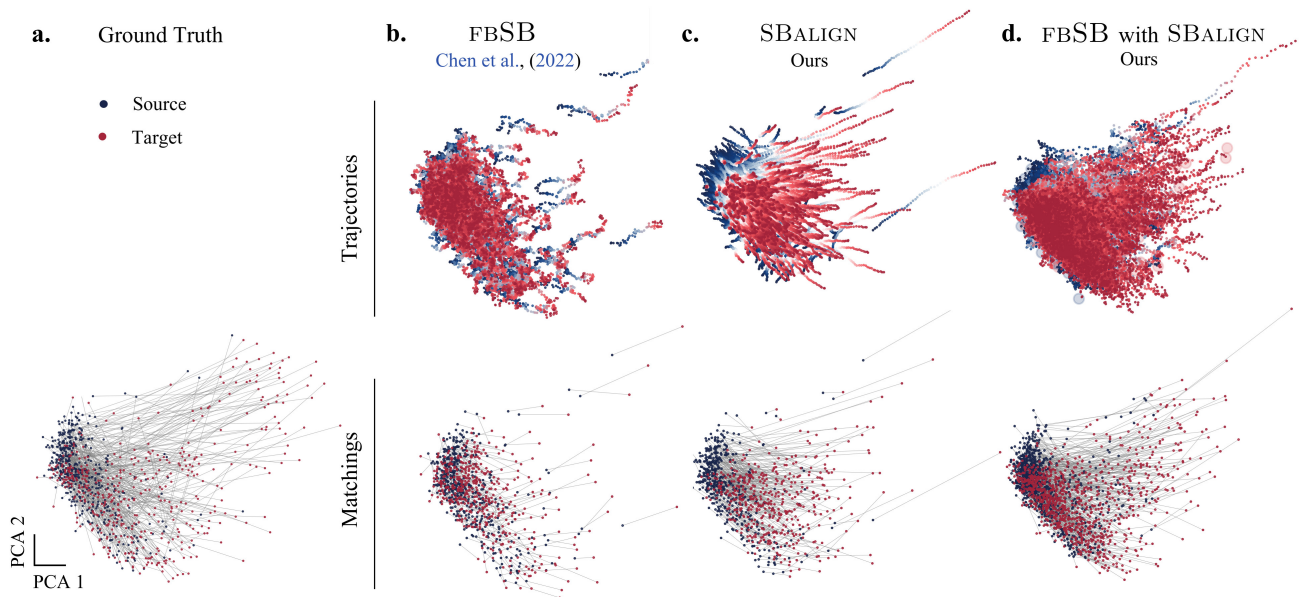 a. Ground Truth
Source
Target
b. FBSB
Chen et al., (2022)
c. SBALIGN
Ours
d. FBSB with SBALIGN
Ours
Trajectories
Matchings
PCA 2
PCA 1